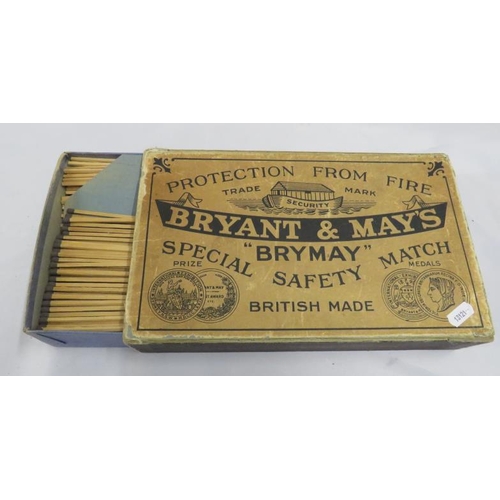 PROTECTION FROM FIRE
TRADE MARK
SECURITY
BRYANT & MAY'S
"BRYMAY"
SPECIAL SAFETY MATCH
PRIZE MEDALS
BRITISH MADE